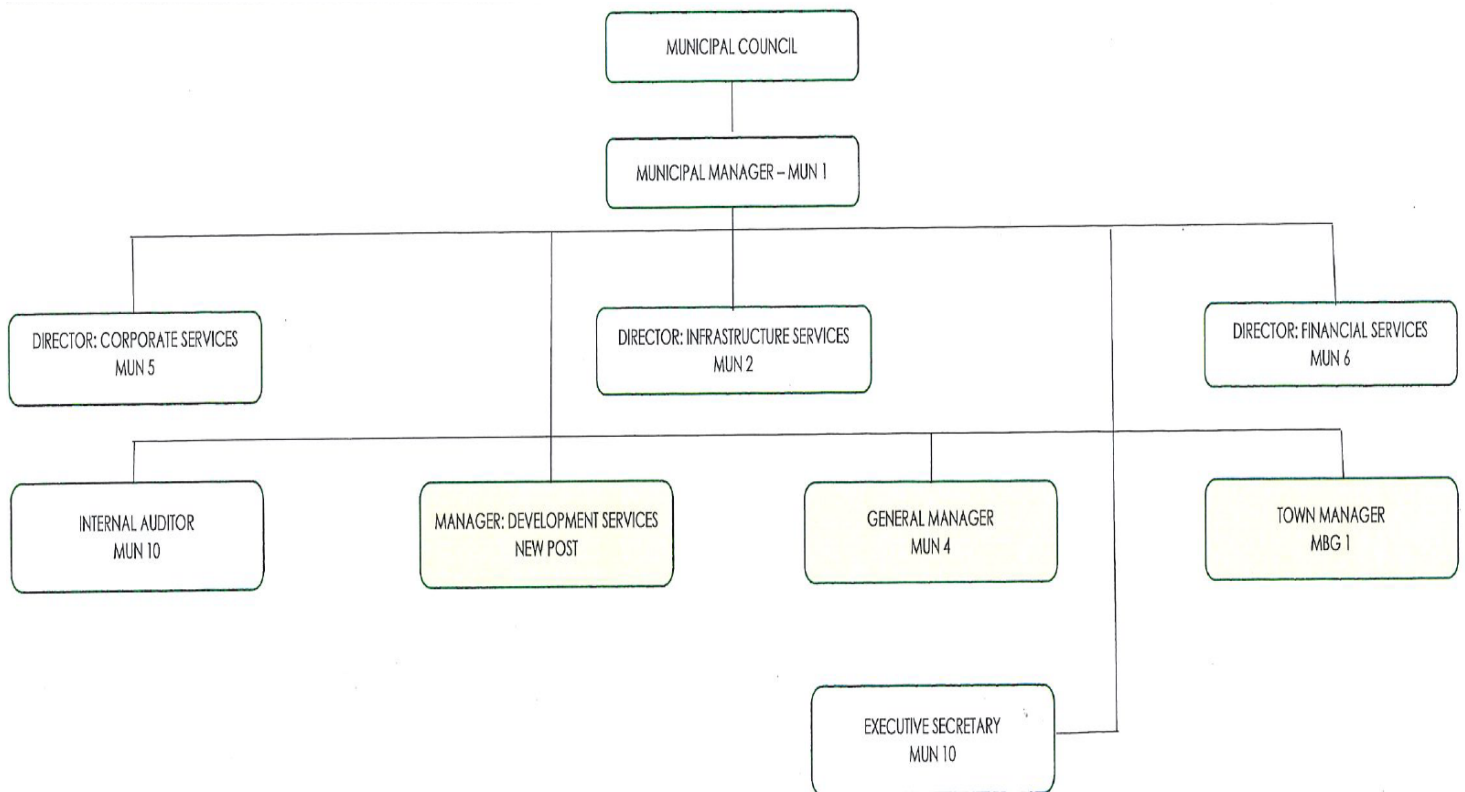 MUNICIPAL COUNCIL
MUNICIPAL MANAGER – MUN 1
DIRECTOR: CORPORATE SERVICES
MUN 5
DIRECTOR: INFRASTRUCTURE SERVICES
MUN 2
DIRECTOR: FINANCIAL SERVICES
MUN 6
INTERNAL AUDITOR
MUN 10
MANAGER: DEVELOPMENT SERVICES
NEW POST
GENERAL MANAGER
MUN 4
TOWN MANAGER
MBG 1
EXECUTIVE SECRETARY
MUN 10